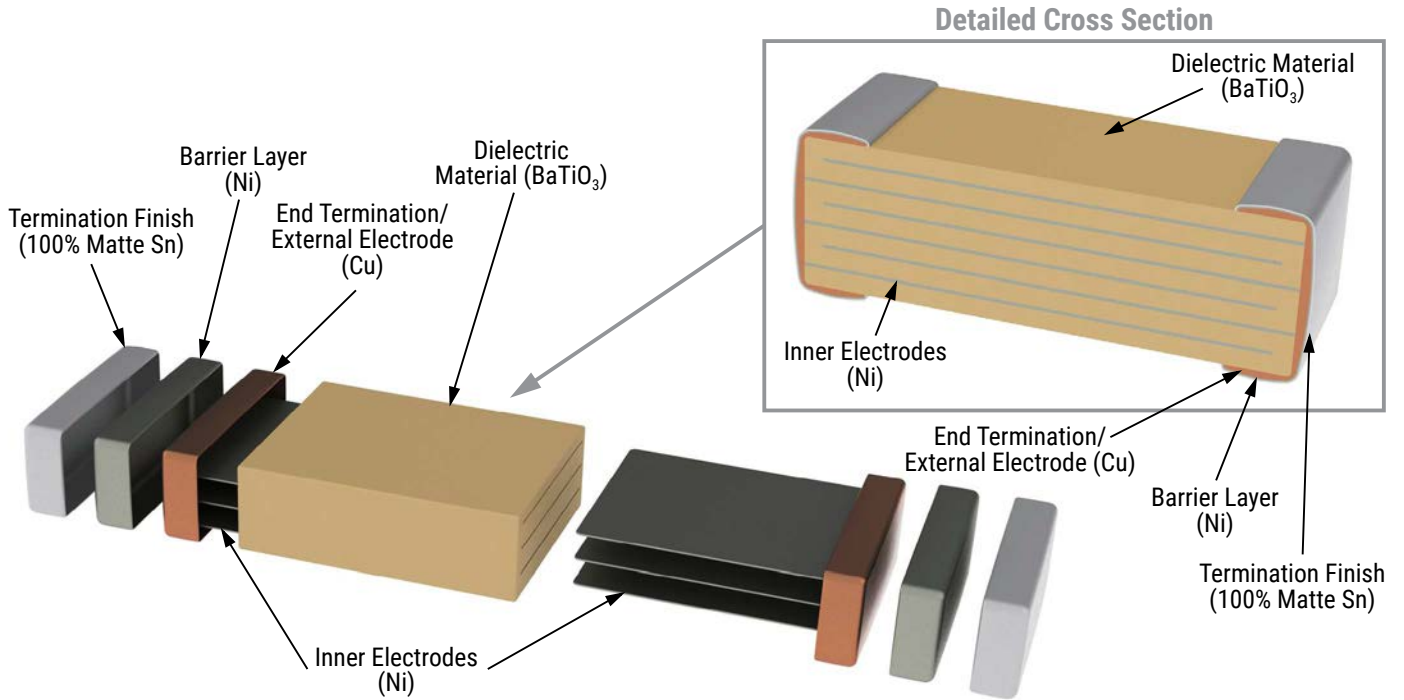 Detailed Cross Section
Dielectric Material
(BaTiO₃)
Inner Electrodes
(Ni)
End Termination/
External Electrode (Cu)
Barrier Layer
(Ni)
Termination Finish
(100% Matte Sn)
Termination Finish
(100% Matte Sn)
Barrier Layer
(Ni)
End Termination/
External Electrode
(Cu)
Dielectric
Material (BaTiO₃)
Inner Electrodes
(Ni)